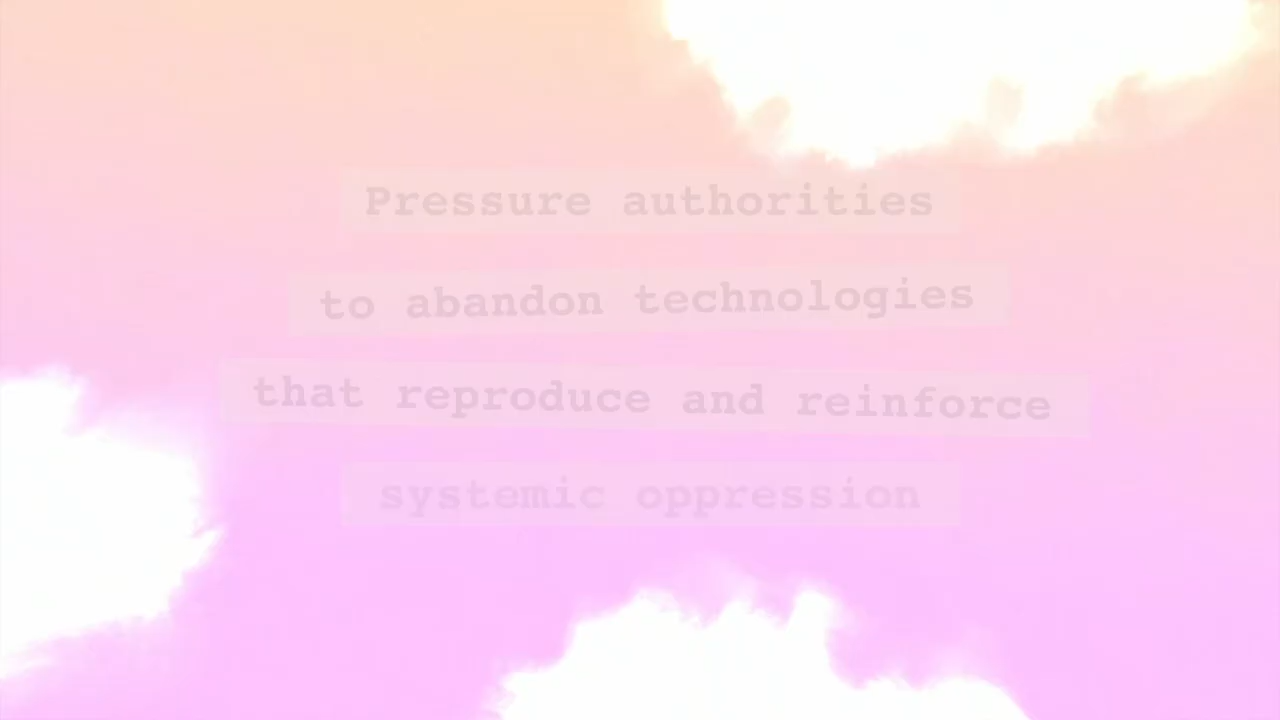 Pressure authorities
to abandon technologies
that reproduce and reinforce
systemic oppression